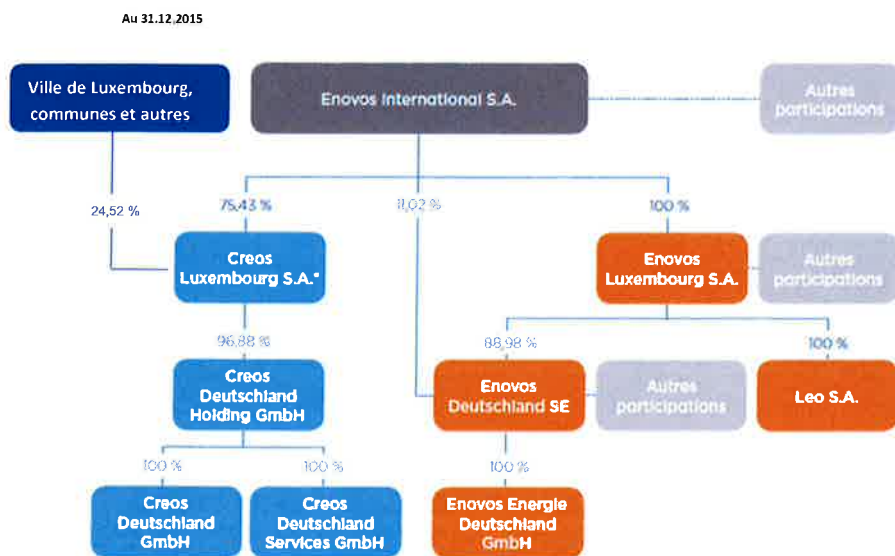 Au 31.12.2015
Ville de Luxembourg,
communes et autres
Enovos International S.A.
Autres
participations
24,52 %
75,43 %
11,02 %
100 %
Creos
Luxembourg S.A.*
Enovos
Luxembourg S.A.
Autres
participations
96,88 %
88,98 %
100 %
Creos
Deutschland
Holding GmbH
Enovos
Deutschland SE
Autres
participations
Leo S.A.
100 %
100 %
100 %
Creos
Deutschland
GmbH
Creos
Deutschland
Services GmbH
Enovos Energie
Deutschland
GmbH